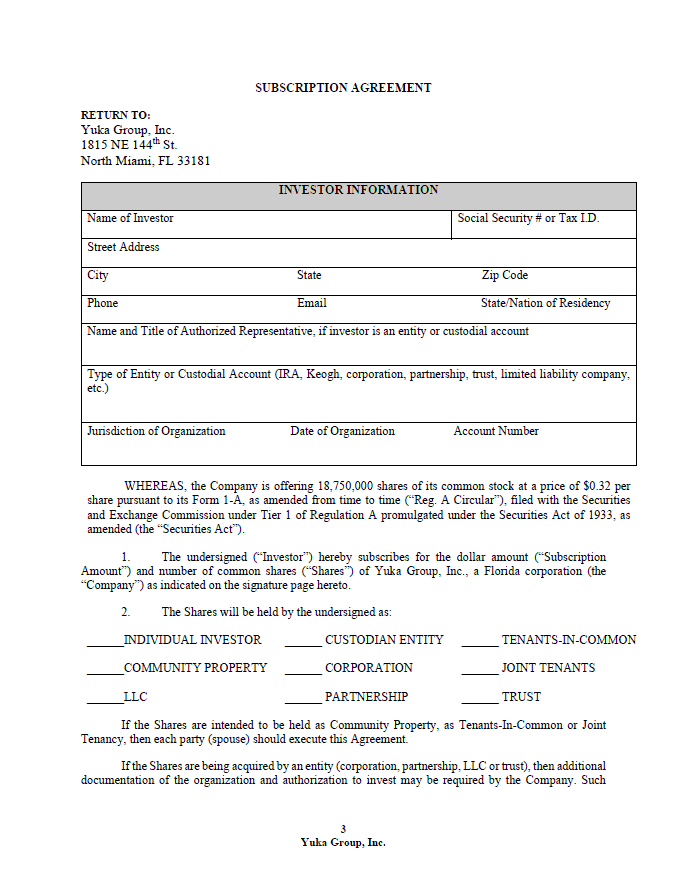 SUBSCRIPTION AGREEMENT
RETURN TO:
Yuka Group, Inc.
1815 NE 144th St.
North Miami, FL 33181
INVESTOR INFORMATION
Name of Investor Social Security # or Tax I.D.
Street Address
City State Zip Code
Phone Email State/Nation of Residency
Name and Title of Authorized Representative, if investor is an entity or custodial account
Type of Entity or Custodial Account (IRA, Keogh, corporation, partnership, trust, limited liability company,
etc.)
Jurisdiction of Organization Date of Organization Account Number
WHEREAS, the Company is offering 18,750,000 shares of its common stock at a price of $0.32 per
share pursuant to its Form 1-A, as amended from time to time (“Reg. A Circular”), filed with the Securities
and Exchange Commission under Tier 1 of Regulation A promulgated under the Securities Act of 1933, as
amended (the “Securities Act”).
1. The undersigned (“Investor”) hereby subscribes for the dollar amount (“Subscription
Amount”) and number of common shares (“Shares”) of Yuka Group, Inc., a Florida corporation (the
“Company”) as indicated on the signature page hereto.
2. The Shares will be held by the undersigned as:
______INDIVIDUAL INVESTOR ______ CUSTODIAN ENTITY ______ TENANTS-IN-COMMON
______COMMUNITY PROPERTY ______ CORPORATION ______ JOINT TENANTS
______LLC ______ PARTNERSHIP ______ TRUST
If the Shares are intended to be held as Community Property, as Tenants-In-Common or Joint
Tenancy, then each party (spouse) should execute this Agreement.
If the Shares are being acquired by an entity (corporation, partnership, LLC or trust), then additional
documentation of the organization and authorization to invest may be required by the Company. Such
3
Yuka Group, Inc.